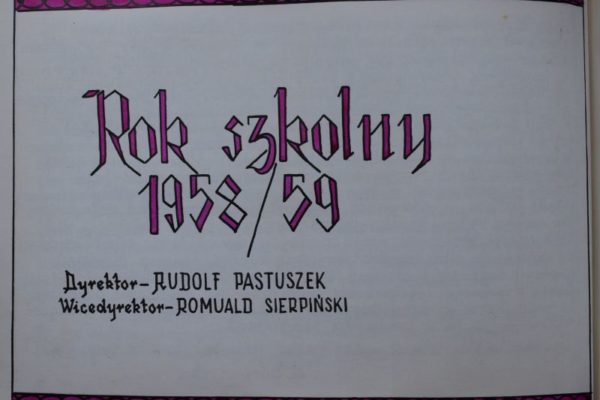 Rok szkolny
1958/59
Dyrektor – RUDOLF PASTUSZEK
Wicedyrektor – ROMUALD SIERPIŃSKI